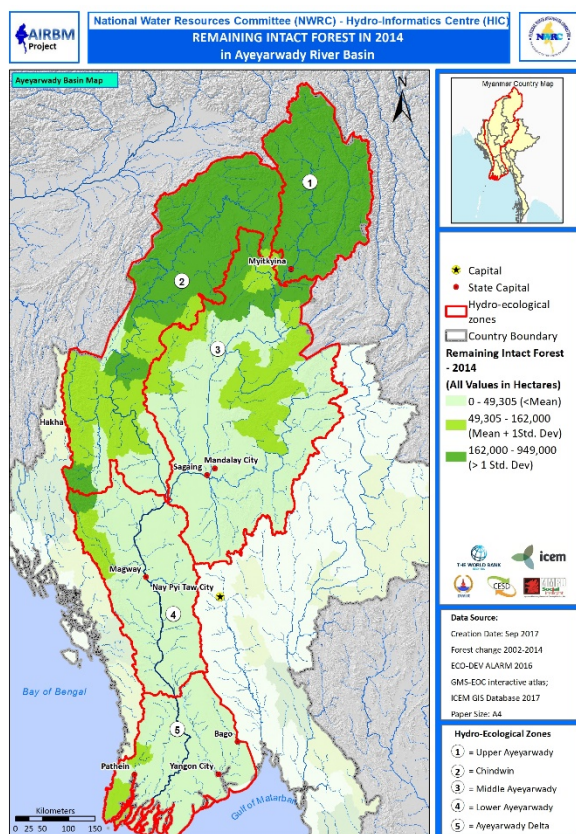 AIRBM
Project
National Water Resources Committee (NWRC) - Hydro-Informatics Centre (HIC)
REMAINING INTACT FOREST IN 2014
in Ayeyarwady River Basin
NWRC
Ayeyarwady Basin Map
N
1
2
Myitkyina
3
Hakha
Mandalay City
Sagaing
Magway
Nay Pyi Taw City
4
Bay of Bengal
5
Bago
Pathein
Yangon City
Gulf of Matarban
Kilometers
0 25 50 100 150
Myanmar Country Map
Capital
State Capital
Hydro-ecological
zones
Country Boundary
Remaining Intact Forest
- 2014
(All Values in Hectares)
0 - 49,305 (<Mean)
49,305 - 162,000
(Mean + 1Std. Dev)
162,000 - 949,000
(> 1 Std. Dev)
THE WORLD BANK
icem
CESD
Data Source:
Creation Date: Sep 2017
Forest change 2002-2014
ECO-DEV ALARM 2016
GMS-EOC interactive atlas;
ICEM GIS Database 2017
Paper Size: A4
Hydro-Ecological Zones
1 = Upper Ayeyarwady
2 = Chindwin
3 = Middle Ayeyarwady
4 = Lower Ayeyarwady
5 = Ayeyarwady Delta